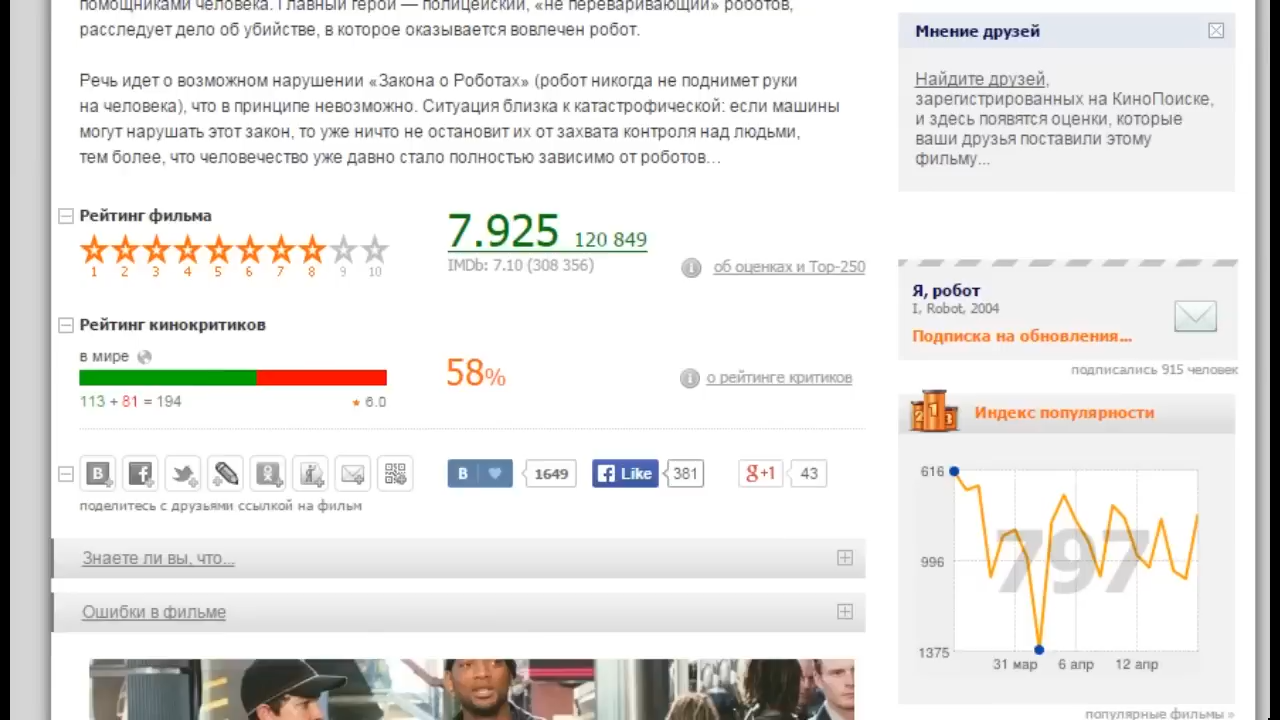 помощниками человека. Главный герой — полицейский, «не переваривающий» роботов,
расследует дело об убийстве, в которое оказывается вовлечен робот.
Речь идет о возможном нарушении «Закона о Роботах» (робот никогда не поднимет руки
на человека), что в принципе невозможно. Ситуация близка к катастрофической: если машины
могут нарушать этот закон, то уже ничто не остановит их от захвата контроля над людьми,
тем более, что человечество уже давно стало полностью зависимо от роботов…
Рейтинг фильма
1 2 3 4 5 6 7 8 9 10
7.925 120 849
IMDb: 7.10 (308 356)
об оценках и Top-250
Рейтинг кинокритиков
в мире
113 + 81 = 194
6.0
58%
о рейтинге критиков
B 1649
Like 381
g+1 43
поделитесь с друзьями ссылкой на фильм
Знаете ли вы, что...
Ошибки в фильме
Мнение друзей
Найдите друзей,
зарегистрированных на КиноПоиске,
и здесь появятся оценки, которые
ваши друзья поставили этому
фильму...
Я, робот
I, Robot, 2004
Подписка на обновления...
подписались 915 человек
Индекс популярности
616
996
1375
797
31 мар 6 апр 12 апр
популярные фильмы »